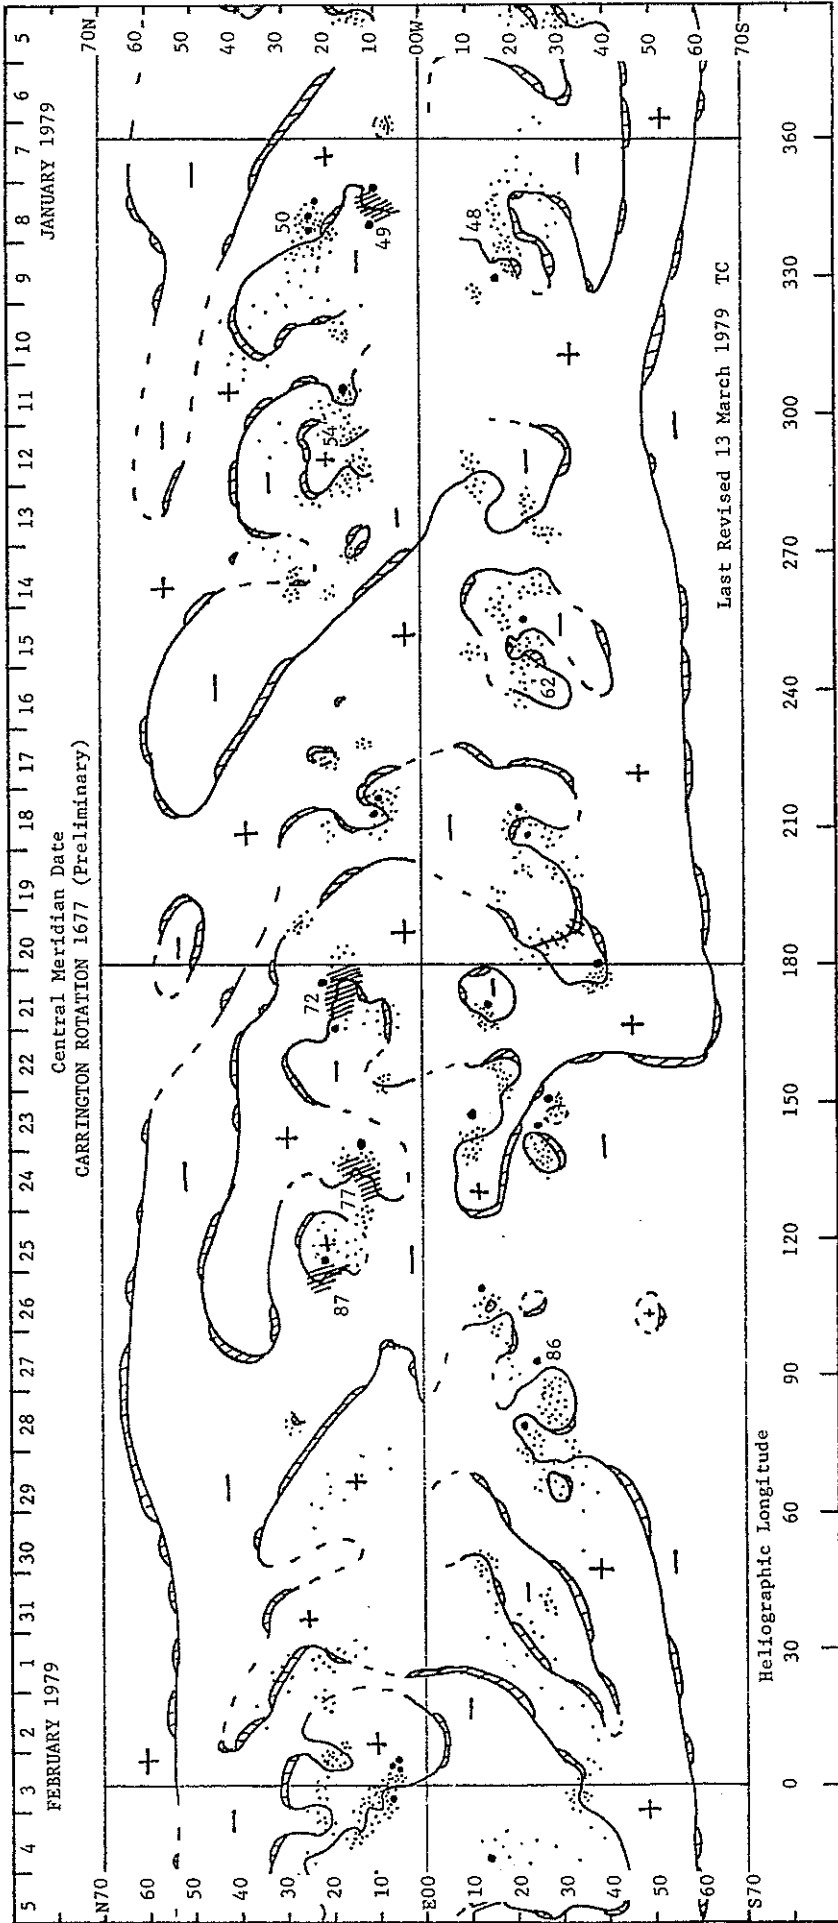 Central Meridian Date
CARRINGTON ROTATION 1677 (Preliminary)
FEBRUARY 1979
JANUARY 1979
5 4 3 2 1 31 30 29 28 27 26 25 24 23 22 21 20 19 18 17 16 15 14 13 12 11 10 9 8 7 6 5
N70 70N
60 60
50 50
40 40
30 30
20 20
10 10
E00 00W
10 10
20 20
30 30
40 40
50 50
60 60
S70 70S
87
77
72
54
50
49
86
62
48
+
−
Last Revised 13 March 1979 TC
0 30 60 90 120 150 180 210 240 270 300 330 360
Heliographic Longitude